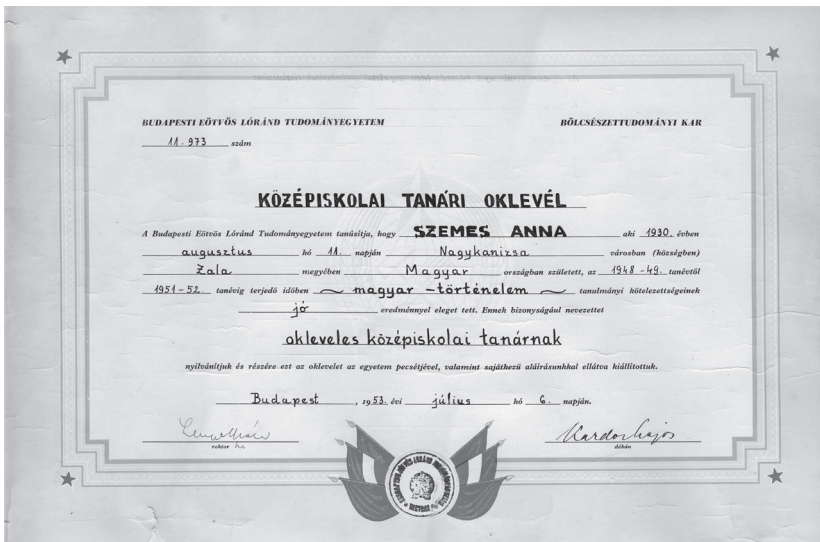 BUDAPESTI EÖTVÖS LÓRÁND TUDOMÁNYEGYETEM
BÖLCSÉSZETTUDOMÁNYI KAR
11.973 szám
KÖZÉPISKOLAI TANÁRI OKLEVÉL
A Budapesti Eötvös Lóránd Tudományegyetem tanúsítja, hogy SZEMES ANNA aki 1930. évben
augusztus hó 11. napján Nagykanizsa városban (községben)
Zala megyében Magyar országban született, az 1948-49. tanévtől
1951-52. tanévig terjedő időben ~ magyar -történelem ~ tanulmányi kötelezettségeinek
jó eredménnyel eleget tett. Ennek bizonyságául nevezettet
okleveles középiskolai tanárnak
nyilvánítjuk és részére ezt az oklevelet az egyetem pecsétjével, valamint sajátkezű aláírásunkkal ellátva kiállítottuk.
Budapest, 1953. évi július hó 6. napján.
Kardos Lajos
rektor
dékán